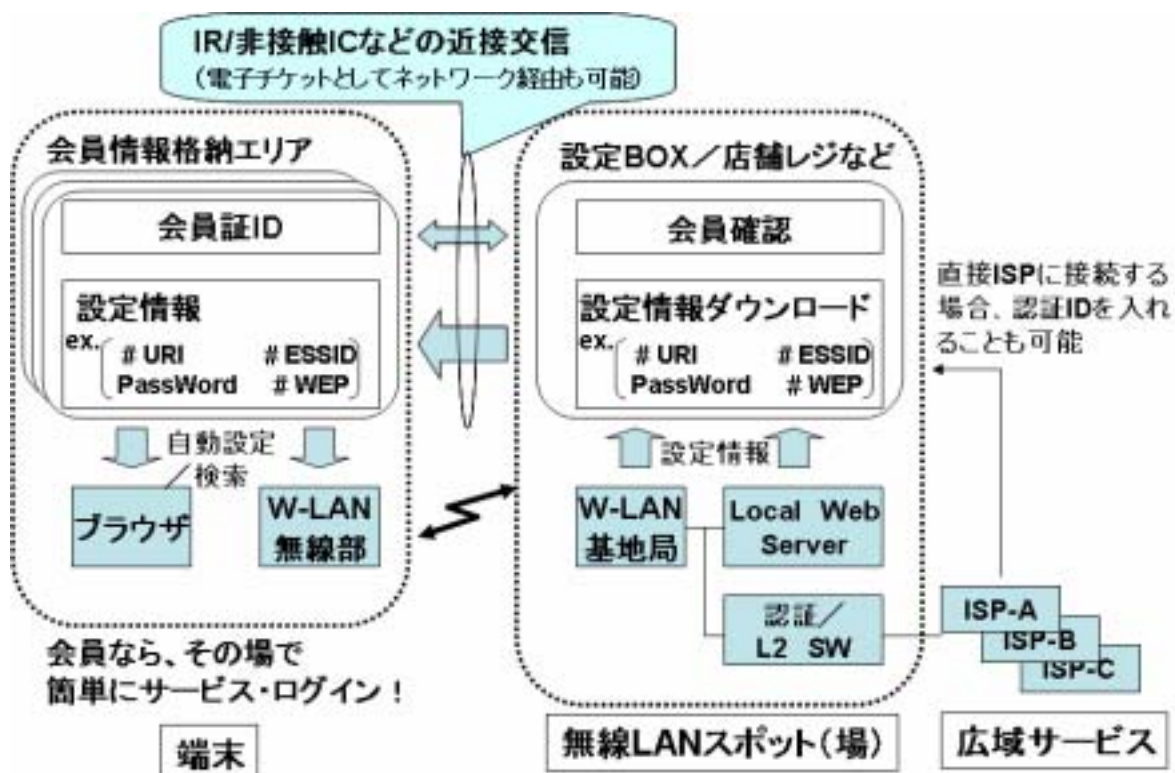 IR/非接触ICなどの近接交信
(電子チケットとしてネットワーク経由も可能)
会員情報格納エリア
会員証ID
設定情報
ex.
# URI # ESSID
PassWord # WEP
自動設定
／検索
ブラウザ
W-LAN
無線部
会員なら、その場で
簡単にサービス・ログイン！
端末
設定BOX／店舗レジなど
会員確認
設定情報ダウンロード
ex.
# URI # ESSID
PassWord # WEP
設定情報
W-LAN
基地局
Local Web
Server
認証／
L2 SW
無線LANスポット(場)
直接ISPに接続する
場合、認証IDを入れ
ることも可能
ISP-A
ISP-B
ISP-C
広域サービス